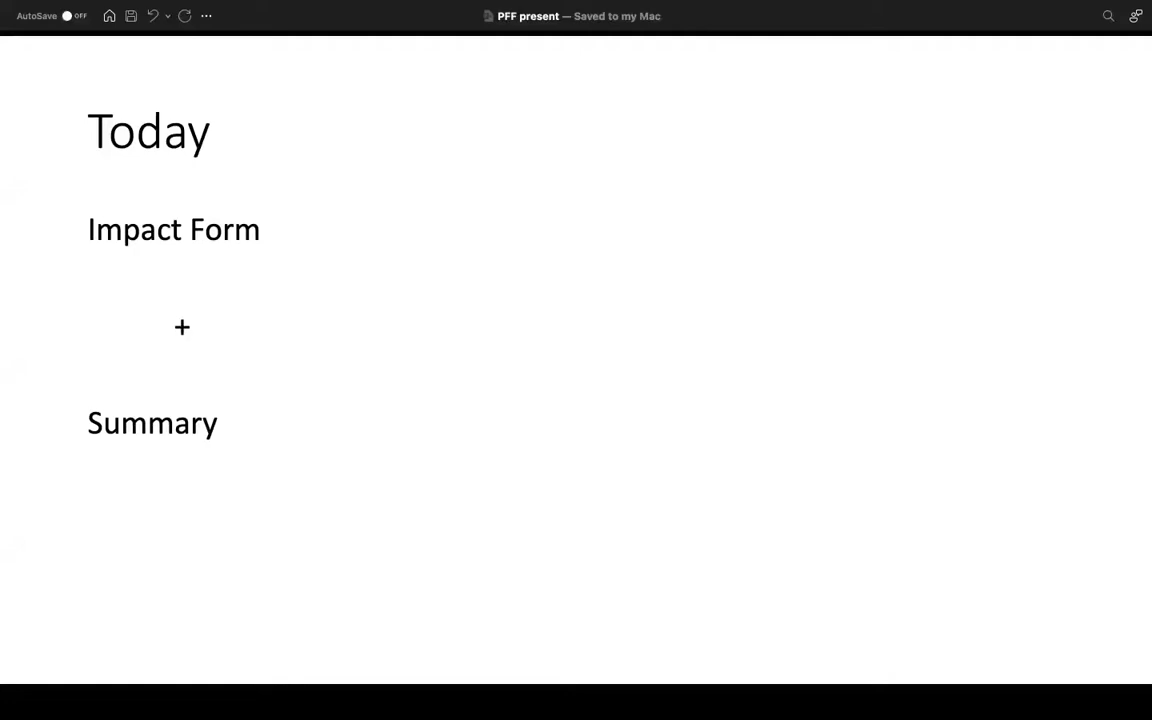 AutoSave OFF PFF present — Saved to my Mac
Today
Impact Form
+
Summary